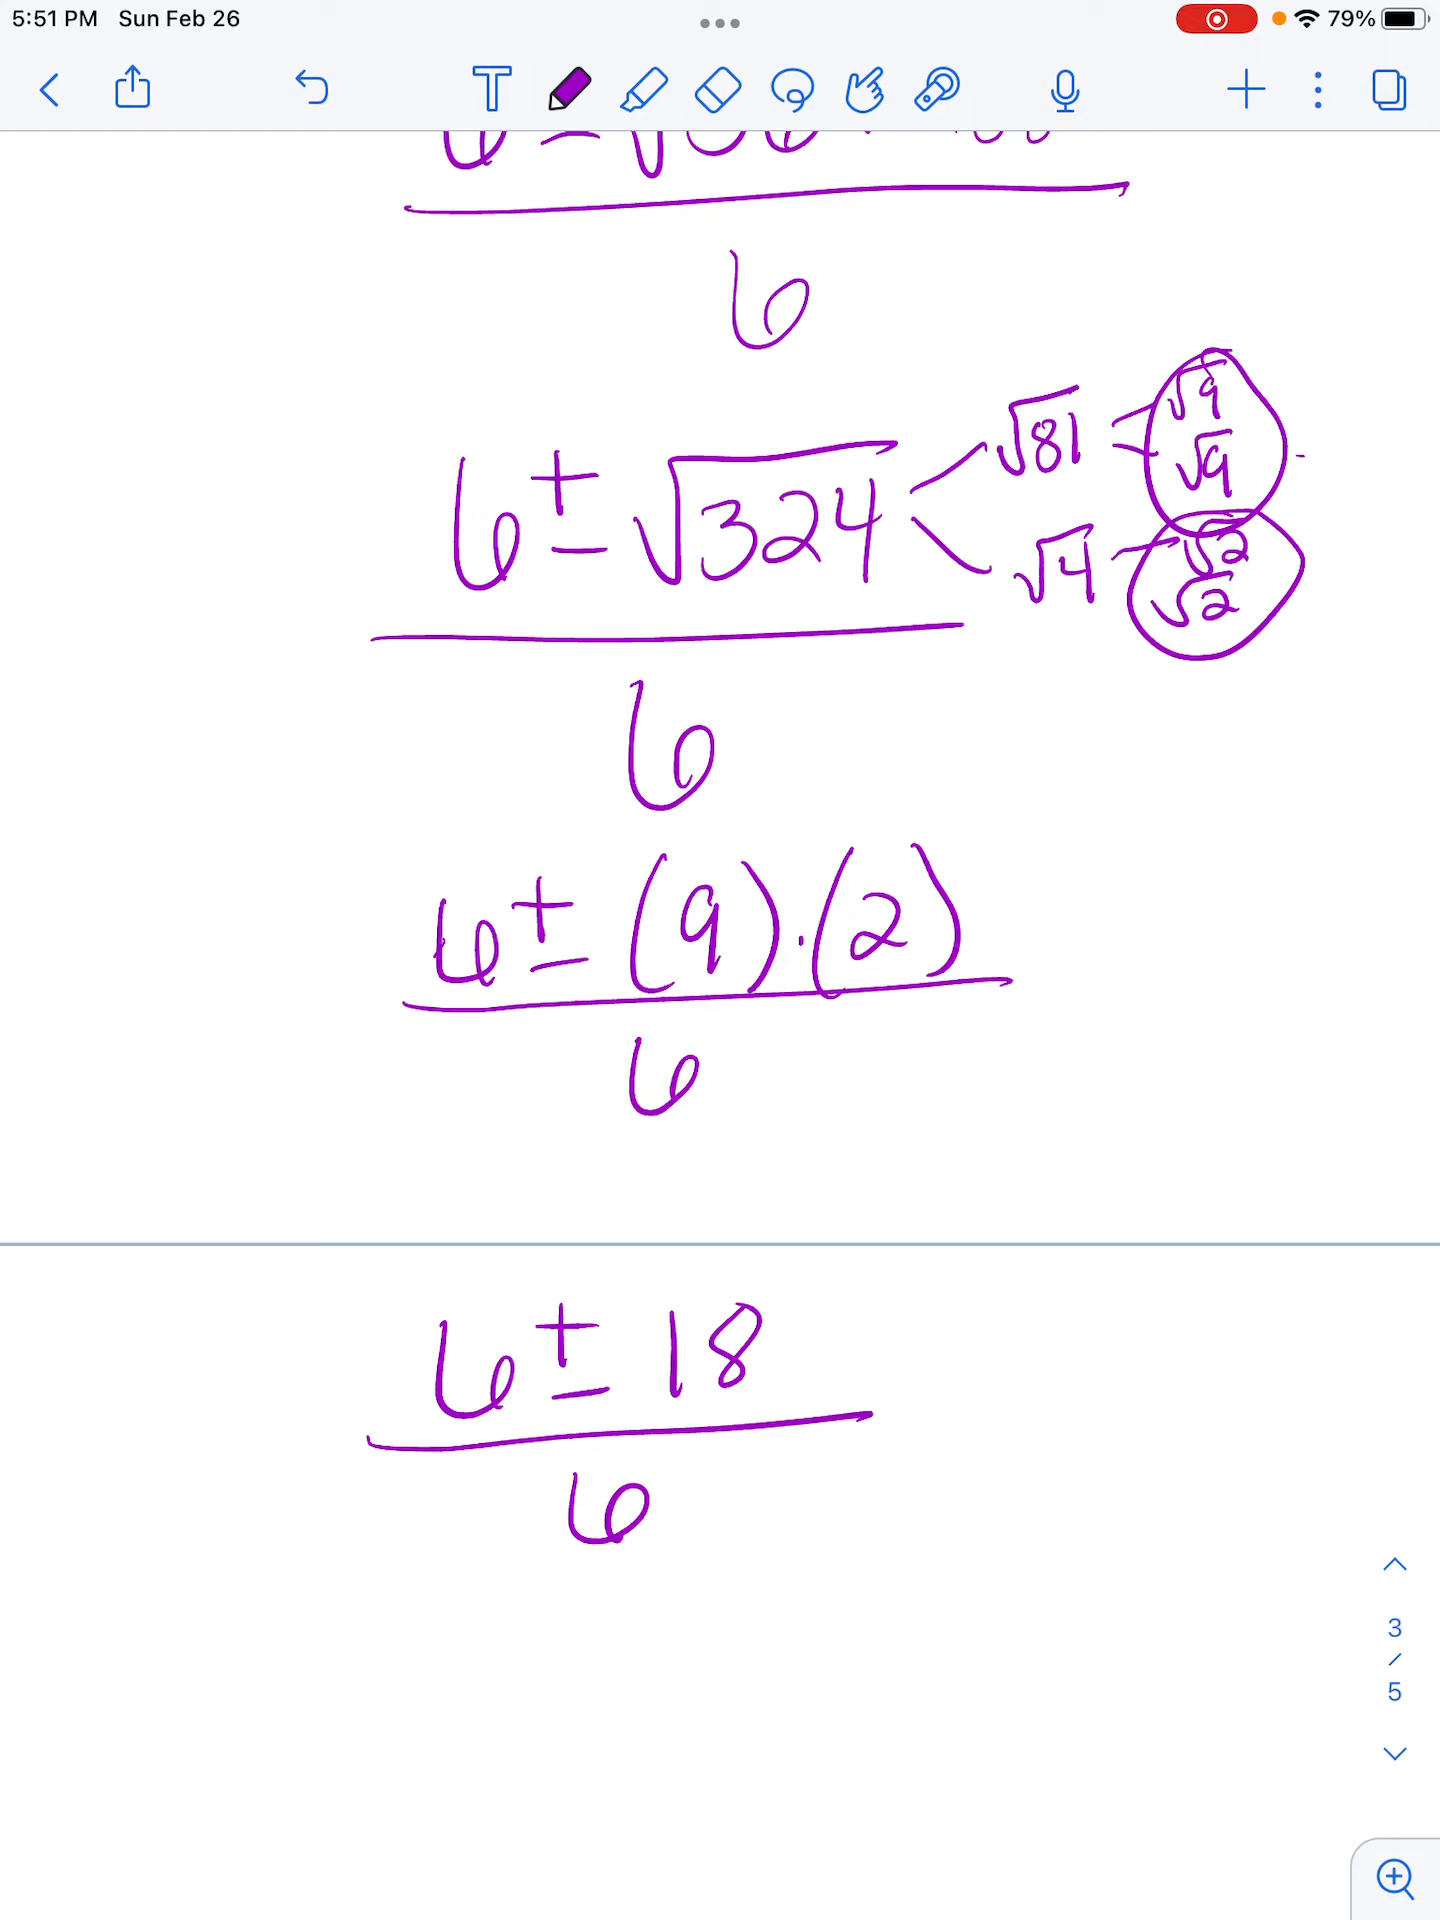 5:51 PM Sun Feb 26
79%
T
6
6 ± √324
√81
√9
√9
√4
√2
√2
6
6 ± (9)·(2)
6
6 ± 18
6
3
/
5